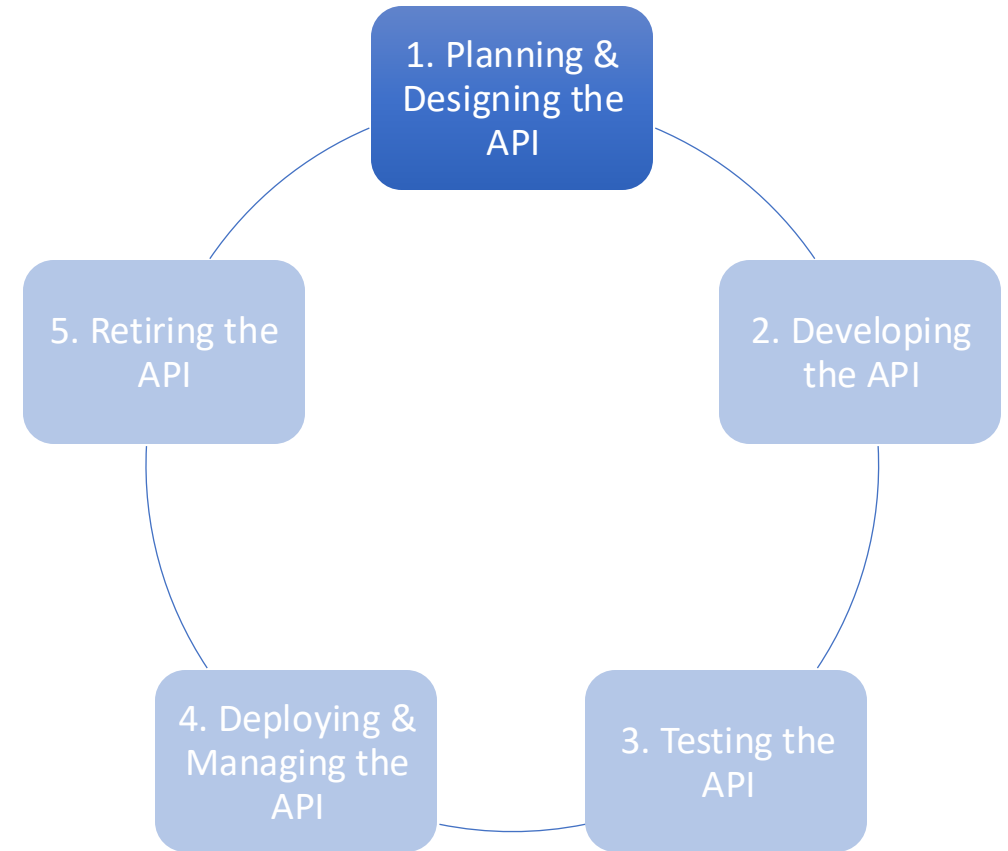 1. Planning &
Designing the
API
2. Developing
the API
3. Testing the
API
4. Deploying &
Managing the
API
5. Retiring the
API